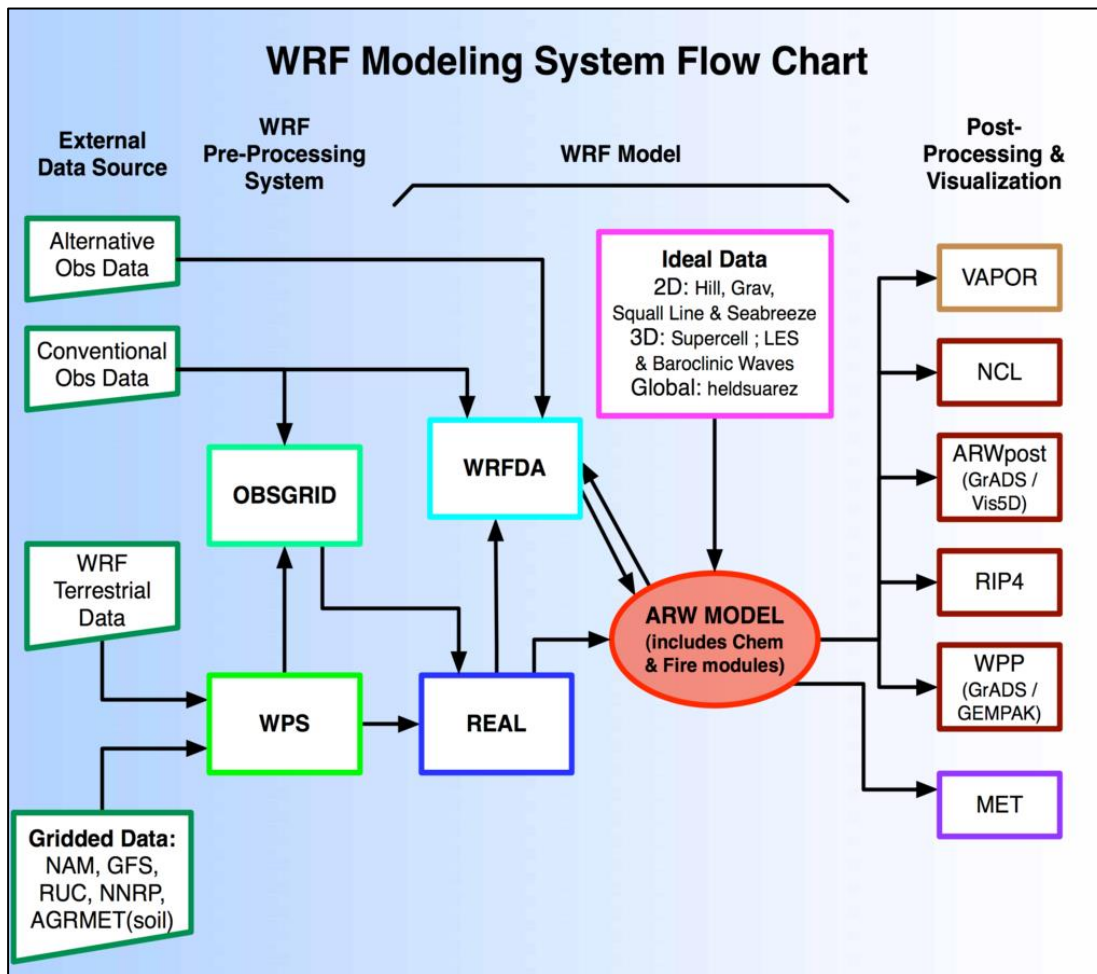 WRF Modeling System Flow Chart
External
Data Source
WRF
Pre-Processing
System
WRF Model
Post-
Processing &
Visualization
Alternative
Obs Data
Conventional
Obs Data
WRF
Terrestrial
Data
Gridded Data:
NAM, GFS,
RUC, NNRP,
AGRMET(soil)
OBSGRID
WPS
WRFDA
REAL
Ideal Data
2D: Hill, Grav,
Squall Line & Seabreeze
3D: Supercell ; LES
& Baroclinic Waves
Global: heldsuarez
ARW MODEL
(includes Chem
& Fire modules)
VAPOR
NCL
ARWpost
(GrADS /
Vis5D)
RIP4
WPP
(GrADS /
GEMPAK)
MET